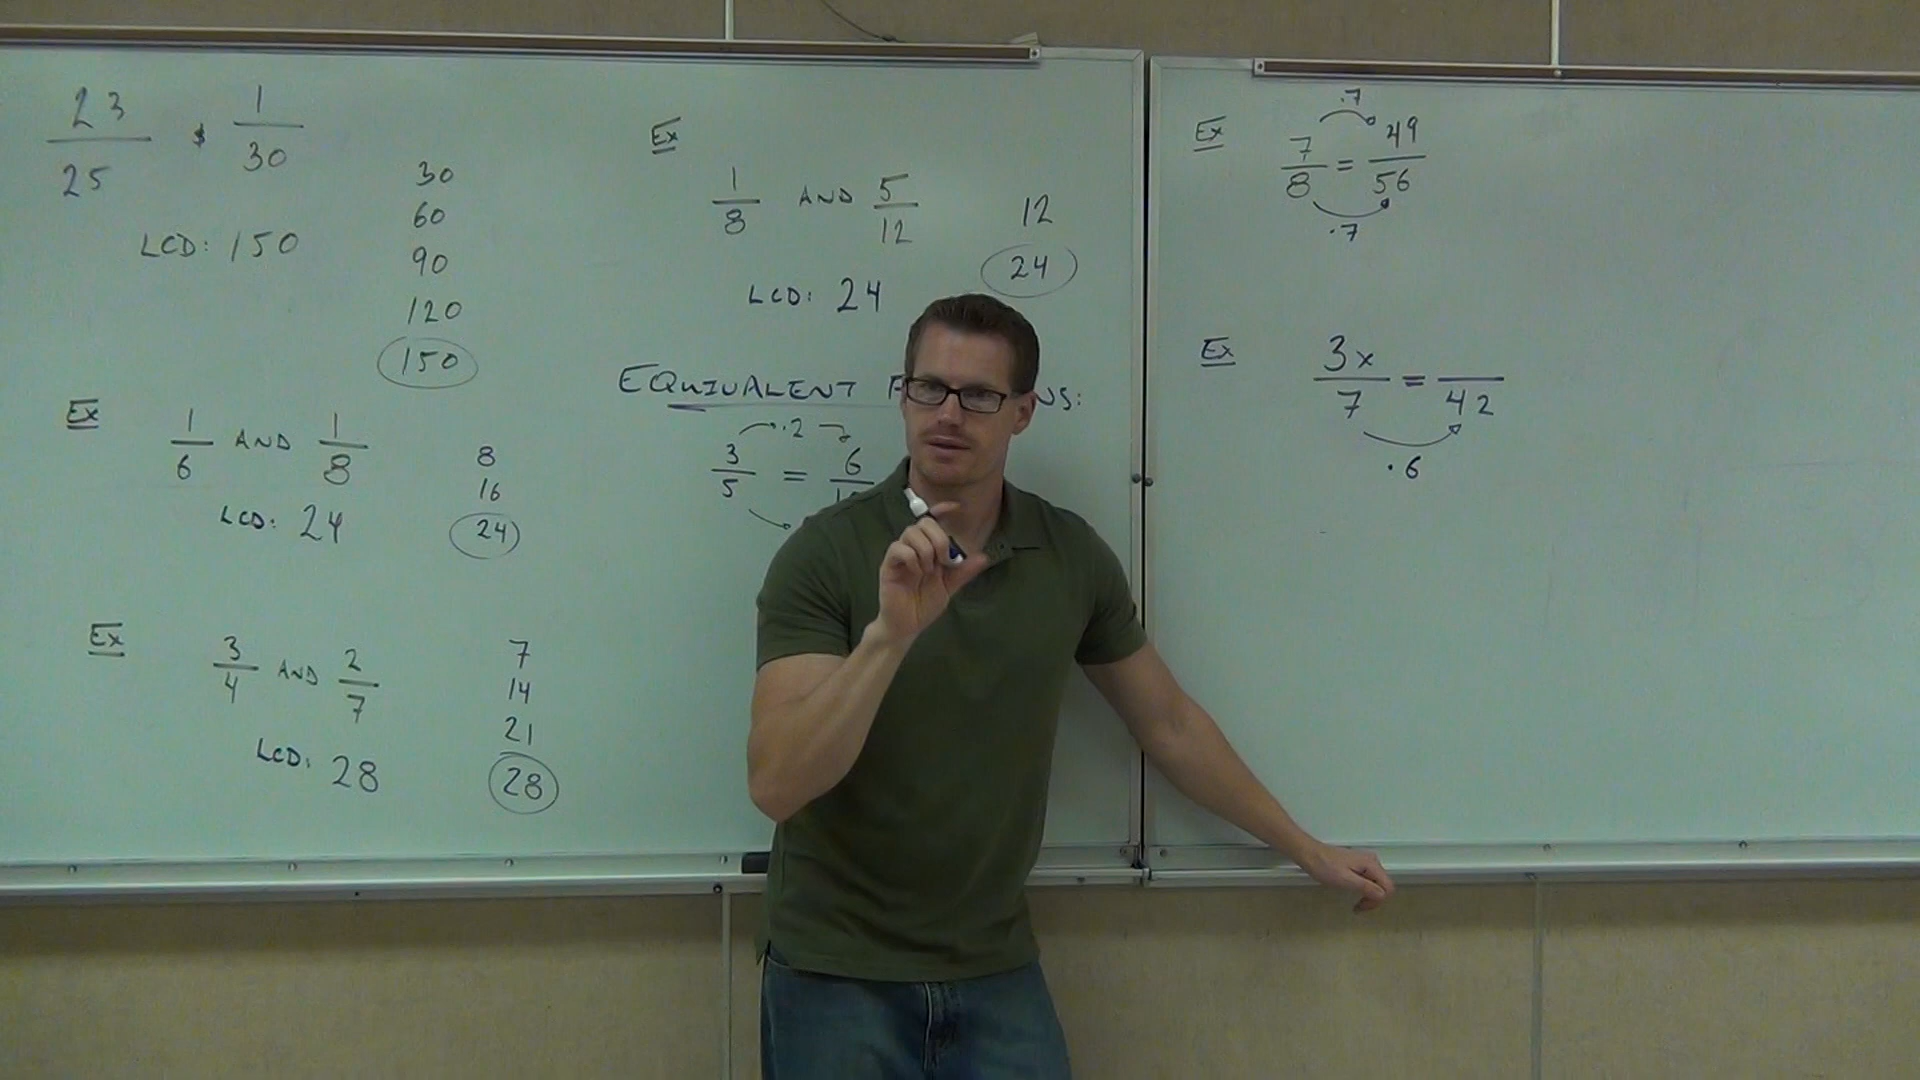 23 & 1
25 30
LCD: 150
30
60
90
120
150
Ex
1 AND 1
6 8
LCD: 24
8
16
24
Ex
3 AND 2
4 7
LCD: 28
7
14
21
28
Ex
1 AND 5
8 12
LCD: 24
12
24
EQUIVALENT
·2
3 = 6
5
Ex
·7
7 = 49
8 56
·7
Ex
3x =
7 42
·6